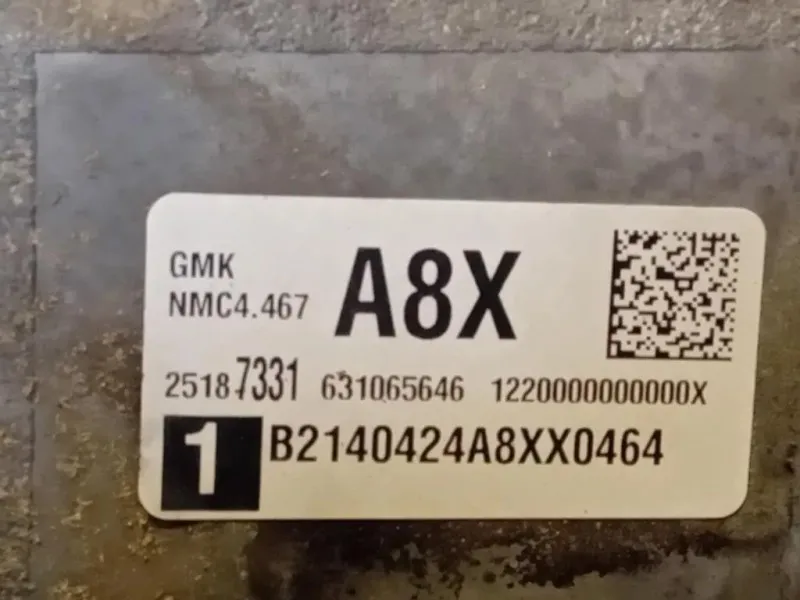 GMK
NMC4.467
A8X
25187331 631065646 1220000000000X
1 B2140424A8XX0464